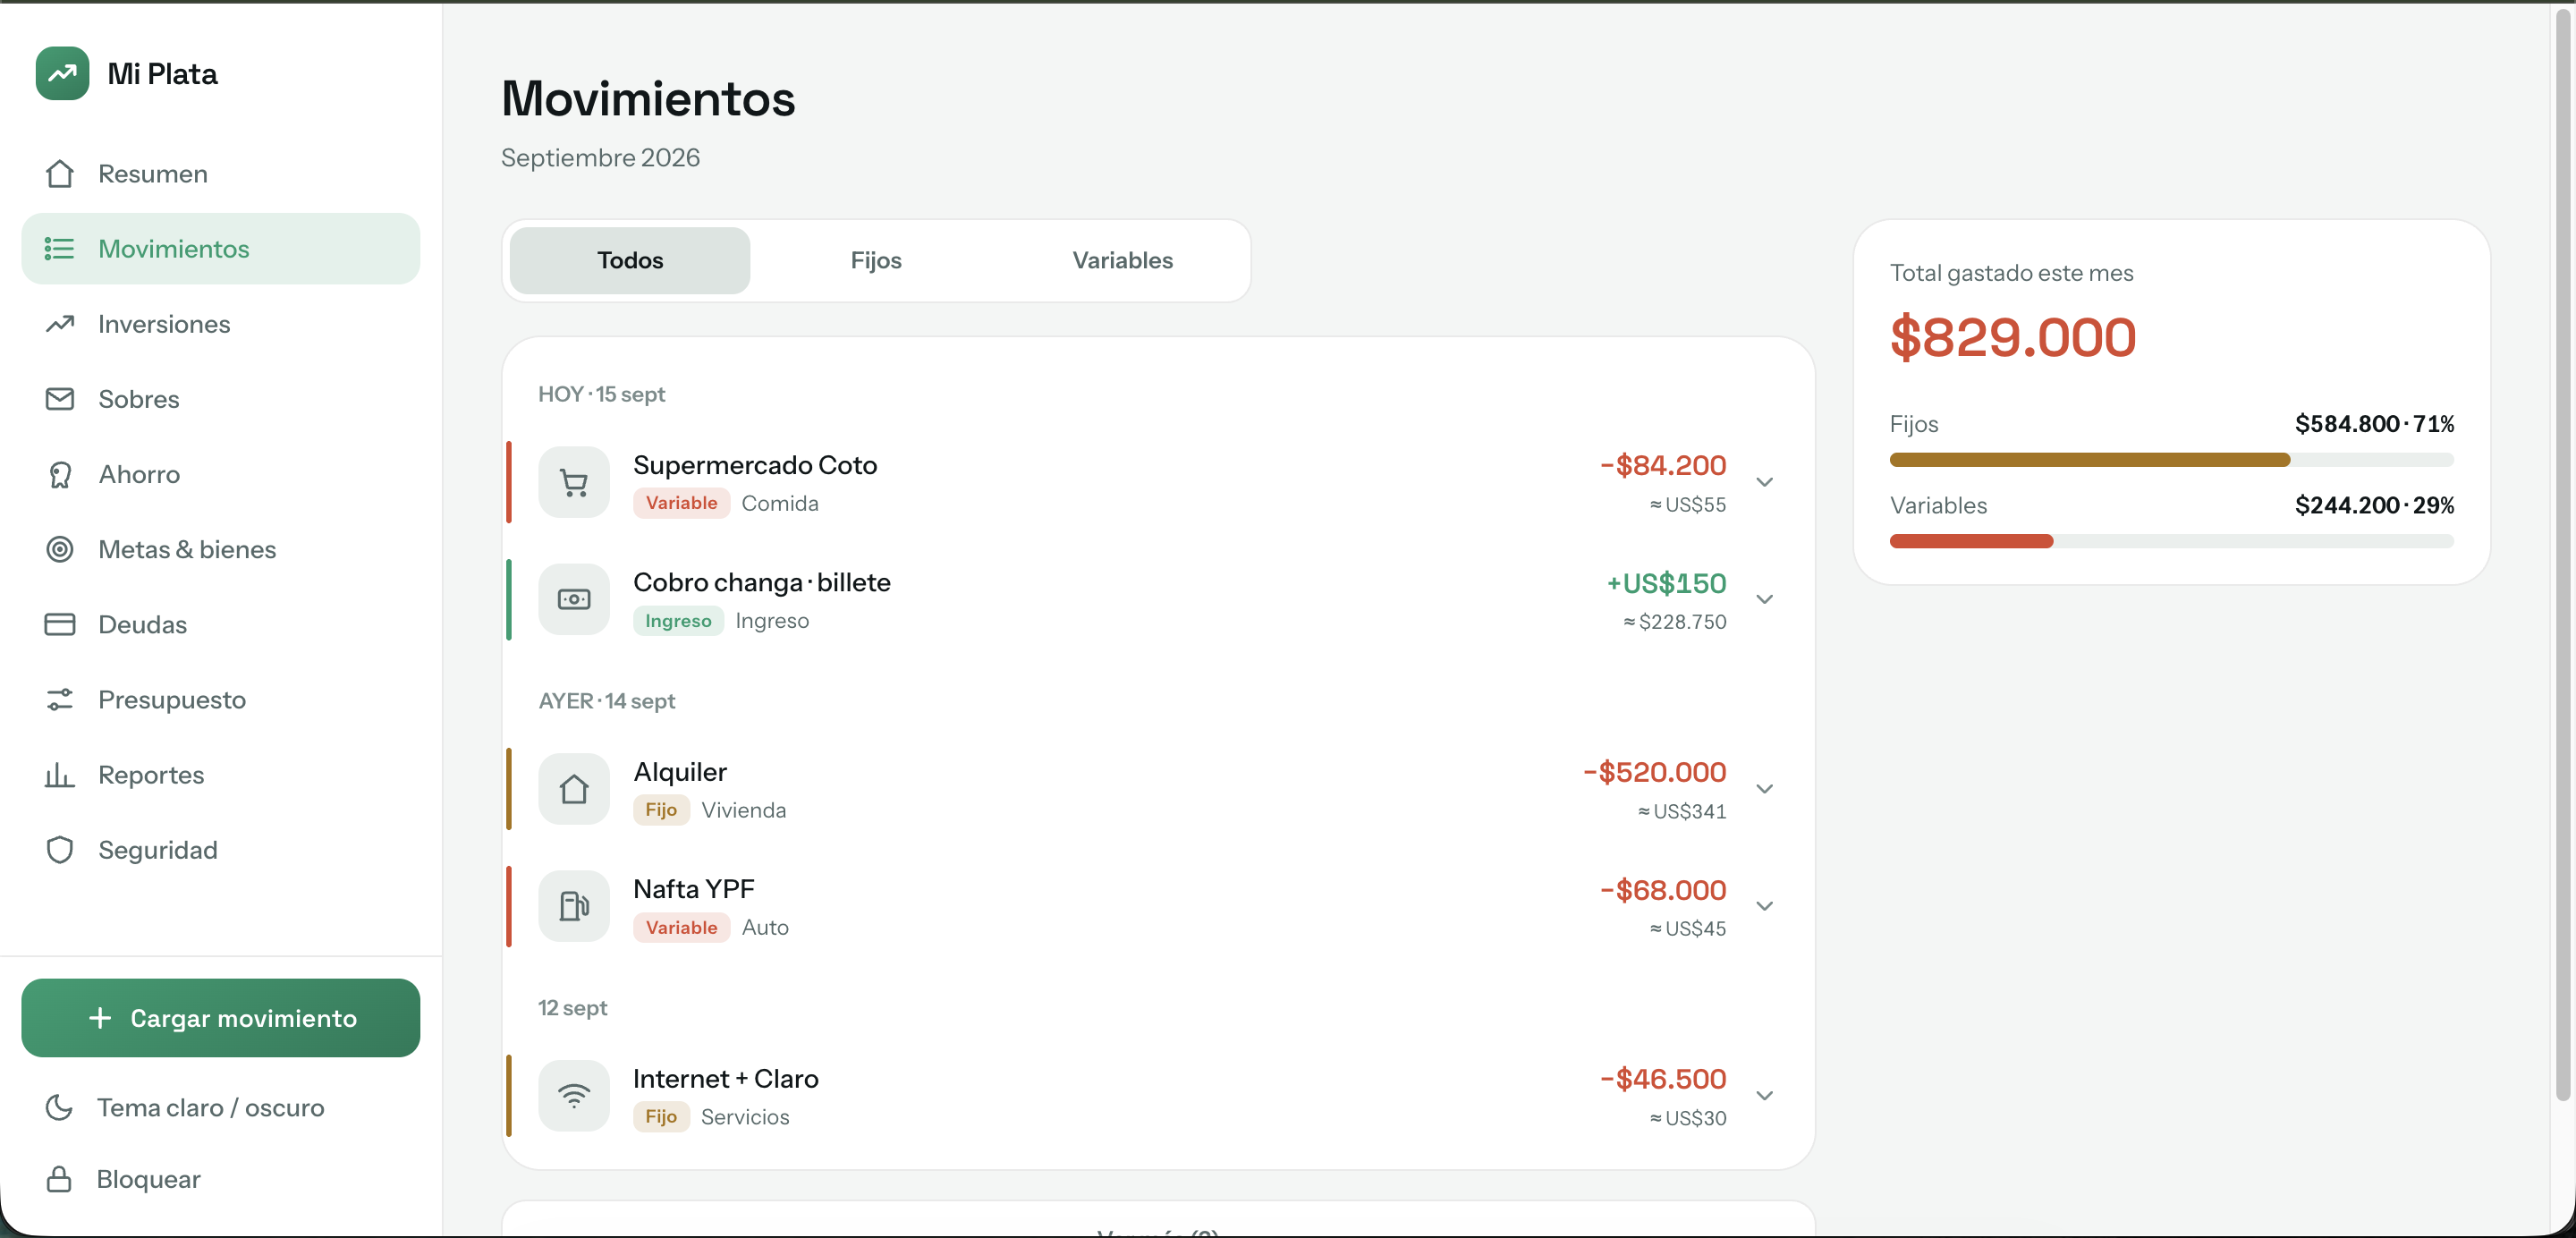 Mi Plata
Resumen
Movimientos
Inversiones
Sobres
Ahorro
Metas & bienes
Deudas
Presupuesto
Reportes
Seguridad
+ Cargar movimiento
Tema claro / oscuro
Bloquear
Movimientos
Septiembre 2026
Todos Fijos Variables
HOY · 15 sept
Supermercado Coto −$84.200
Variable Comida ≈ US$55
Cobro changa · billete +US$150
Ingreso Ingreso ≈ $228.750
AYER · 14 sept
Alquiler −$520.000
Fijo Vivienda ≈ US$341
Nafta YPF −$68.000
Variable Auto ≈ US$45
12 sept
Internet + Claro −$46.500
Fijo Servicios ≈ US$30
Total gastado este mes
$829.000
Fijos $584.800 · 71%
Variables $244.200 · 29%